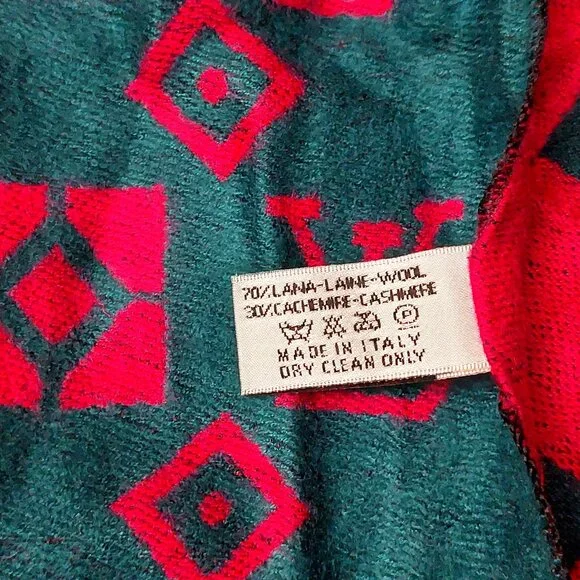 70%LANA-LAINE-WOOL
30%CACHEMIRE-CASHMERE
P
MADE IN ITALY
DRY CLEAN ONLY